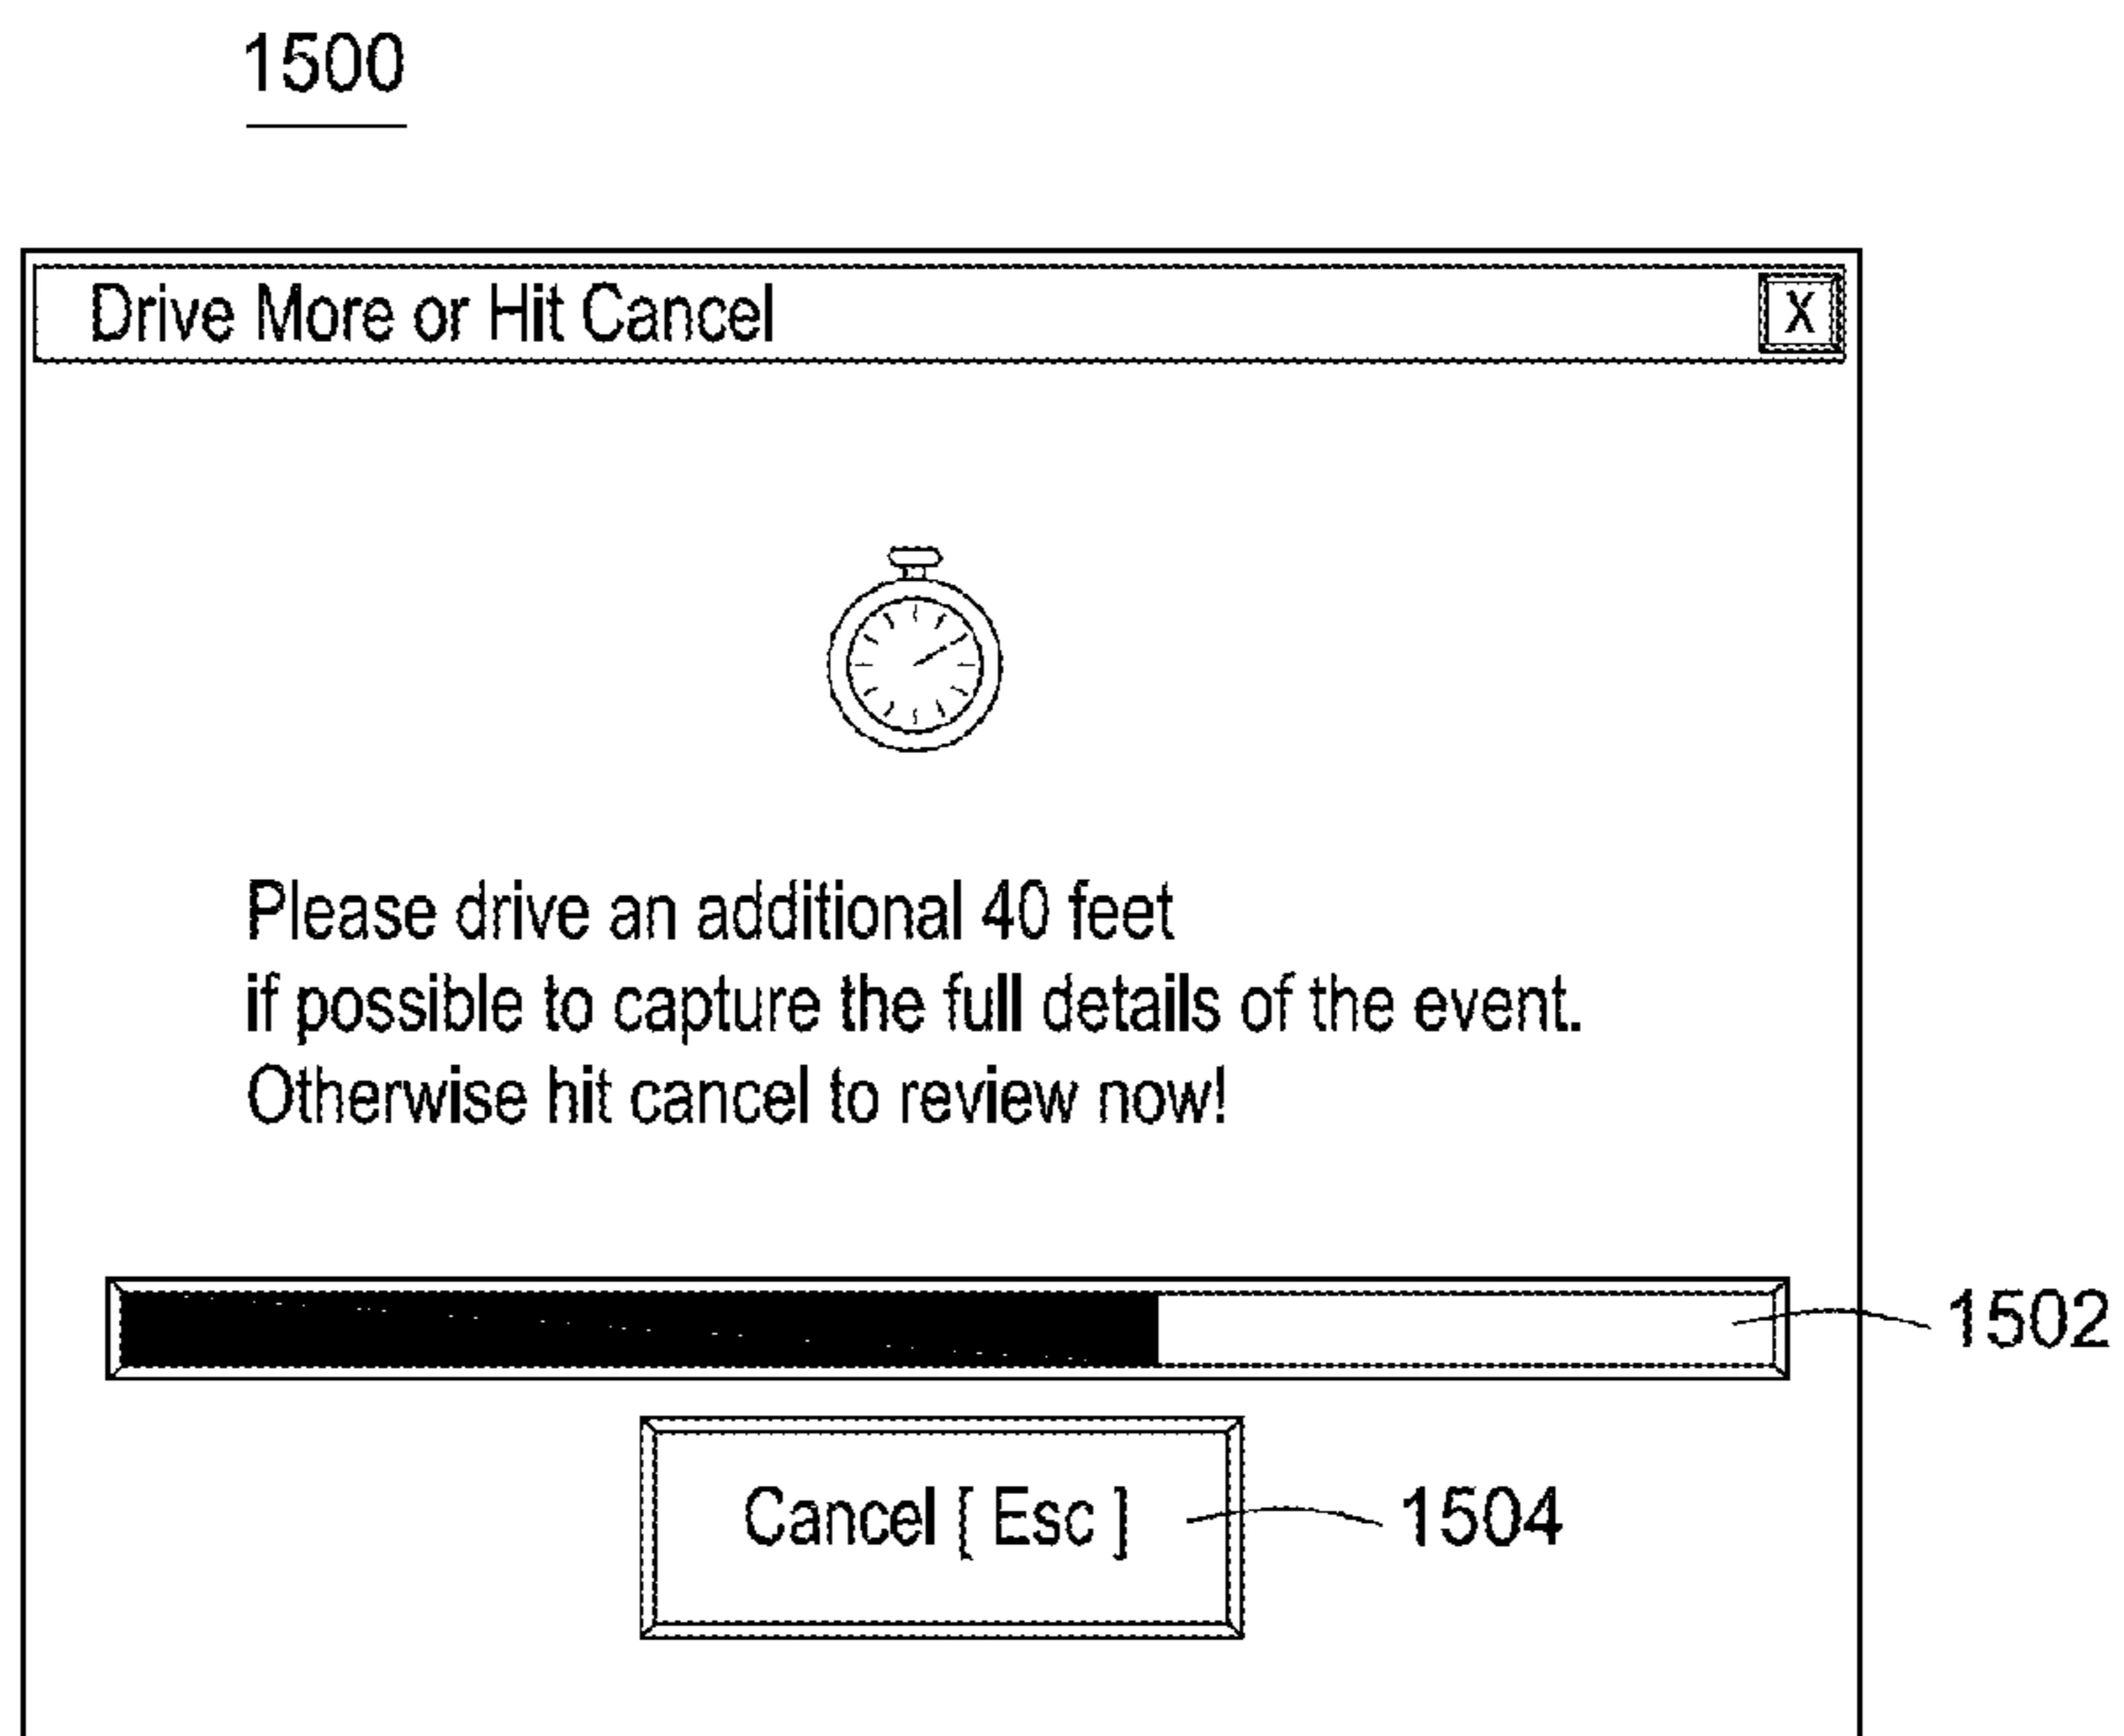 1500
Drive More or Hit Cancel
X
Please drive an additional 40 feet
if possible to capture the full details of the event.
Otherwise hit cancel to review now!
1502
Cancel [ Esc ]
1504